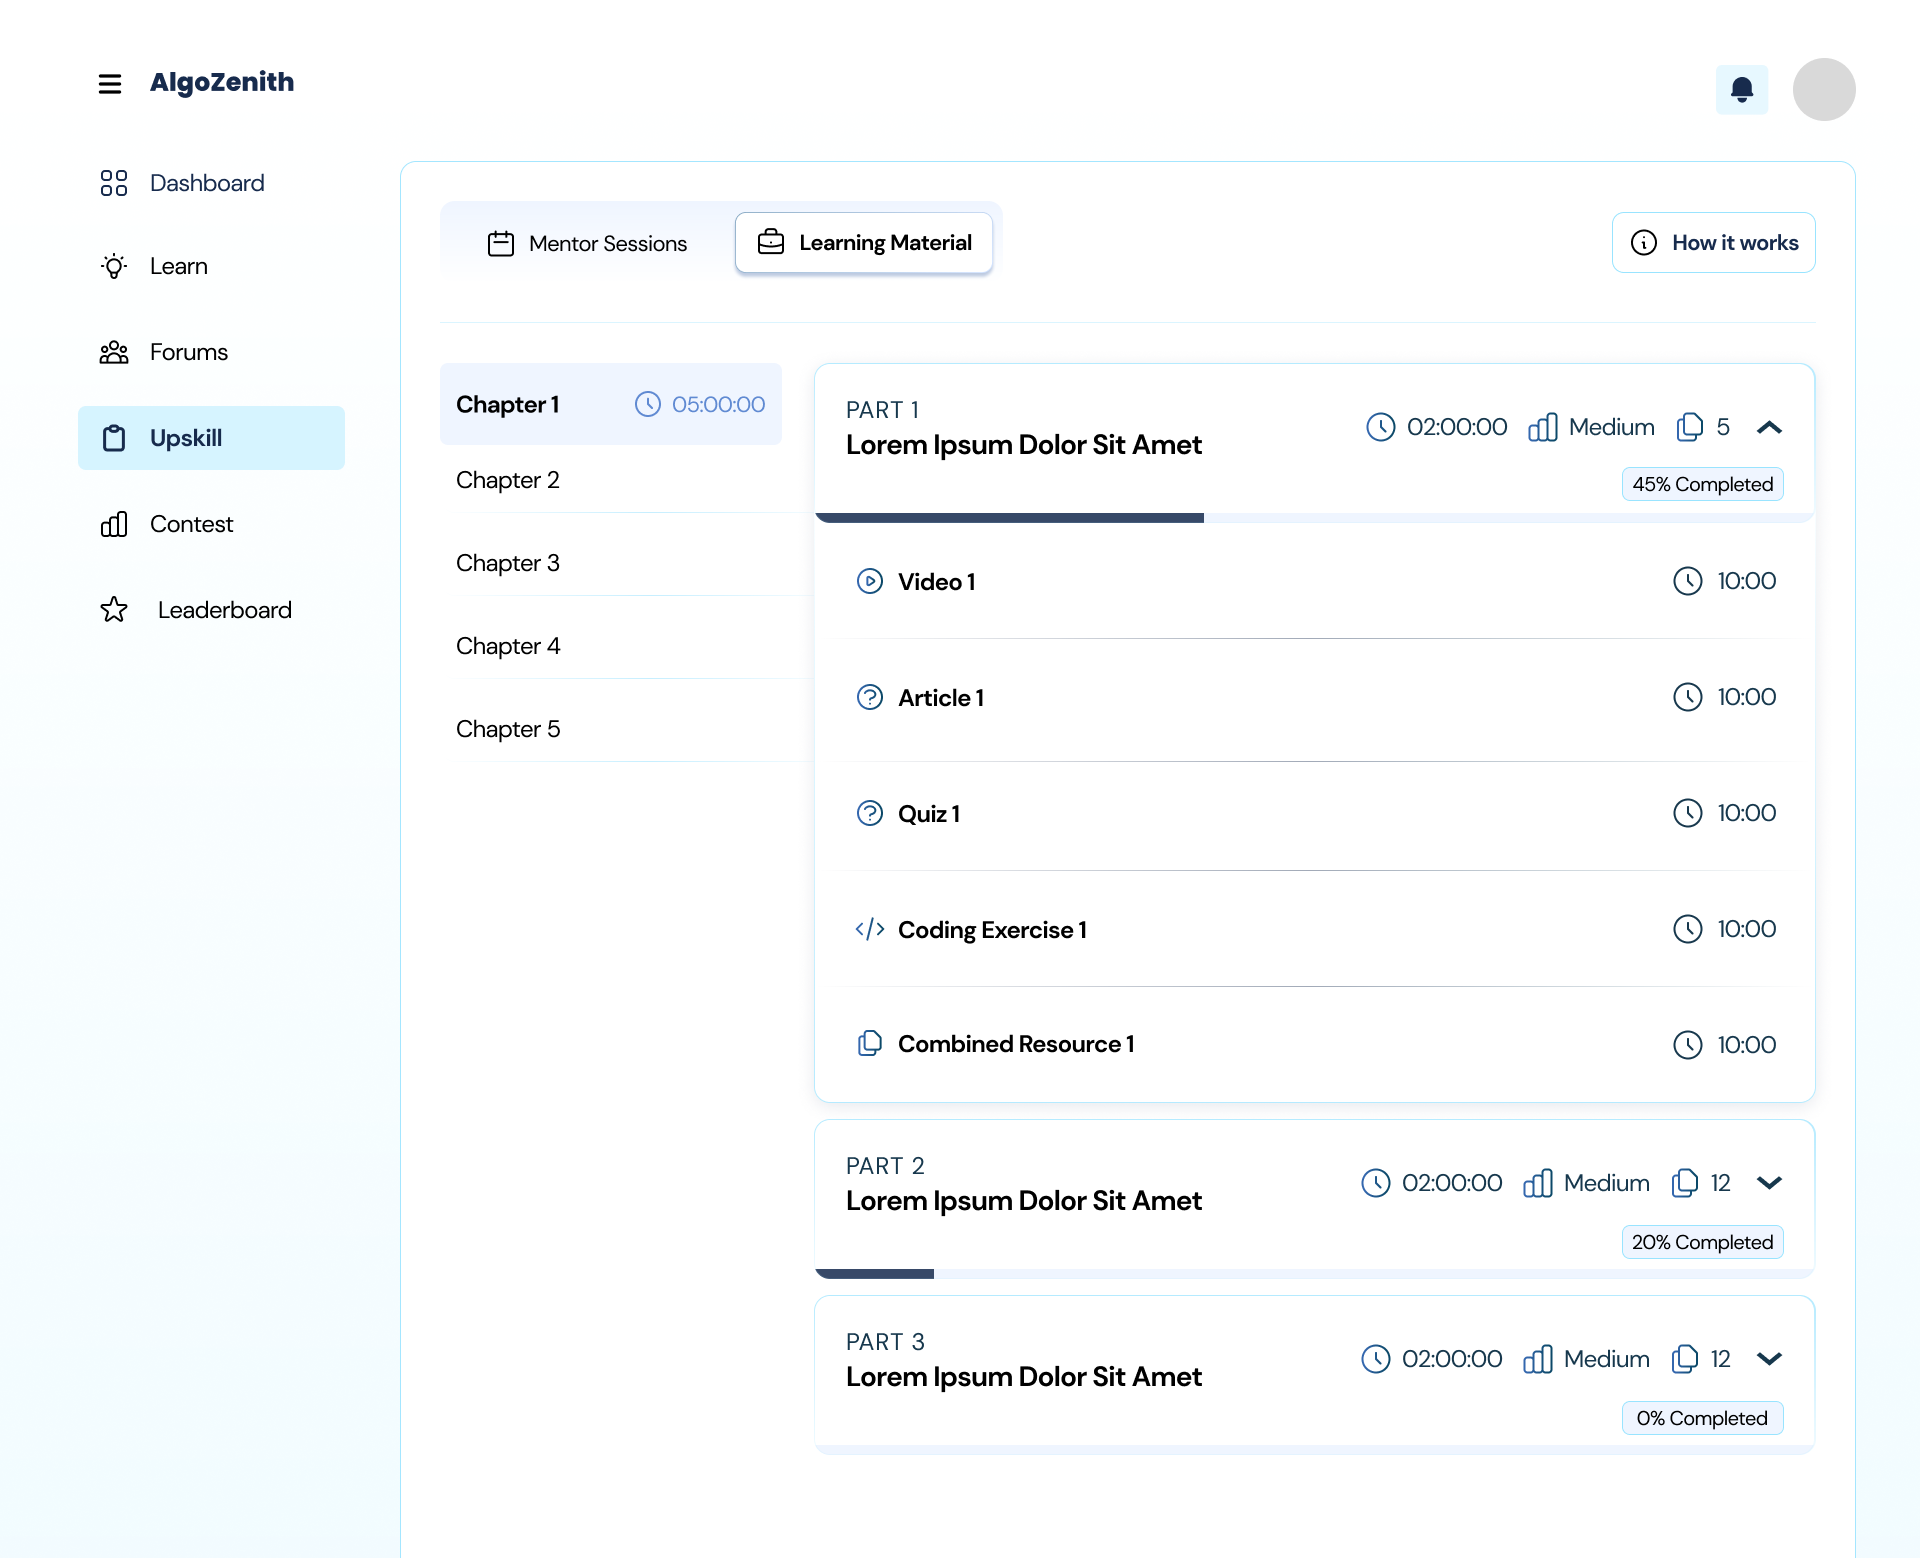 AlgoZenith
Dashboard
Learn
Forums
Upskill
Contest
Leaderboard
Mentor Sessions
Learning Material
How it works
Chapter 1
05:00:00
Chapter 2
Chapter 3
Chapter 4
Chapter 5
PART 1
Lorem Ipsum Dolor Sit Amet
02:00:00
Medium
5
45% Completed
Video 1
10:00
Article 1
10:00
Quiz 1
10:00
</> Coding Exercise 1
10:00
Combined Resource 1
10:00
PART 2
Lorem Ipsum Dolor Sit Amet
02:00:00
Medium
12
20% Completed
PART 3
Lorem Ipsum Dolor Sit Amet
02:00:00
Medium
12
0% Completed